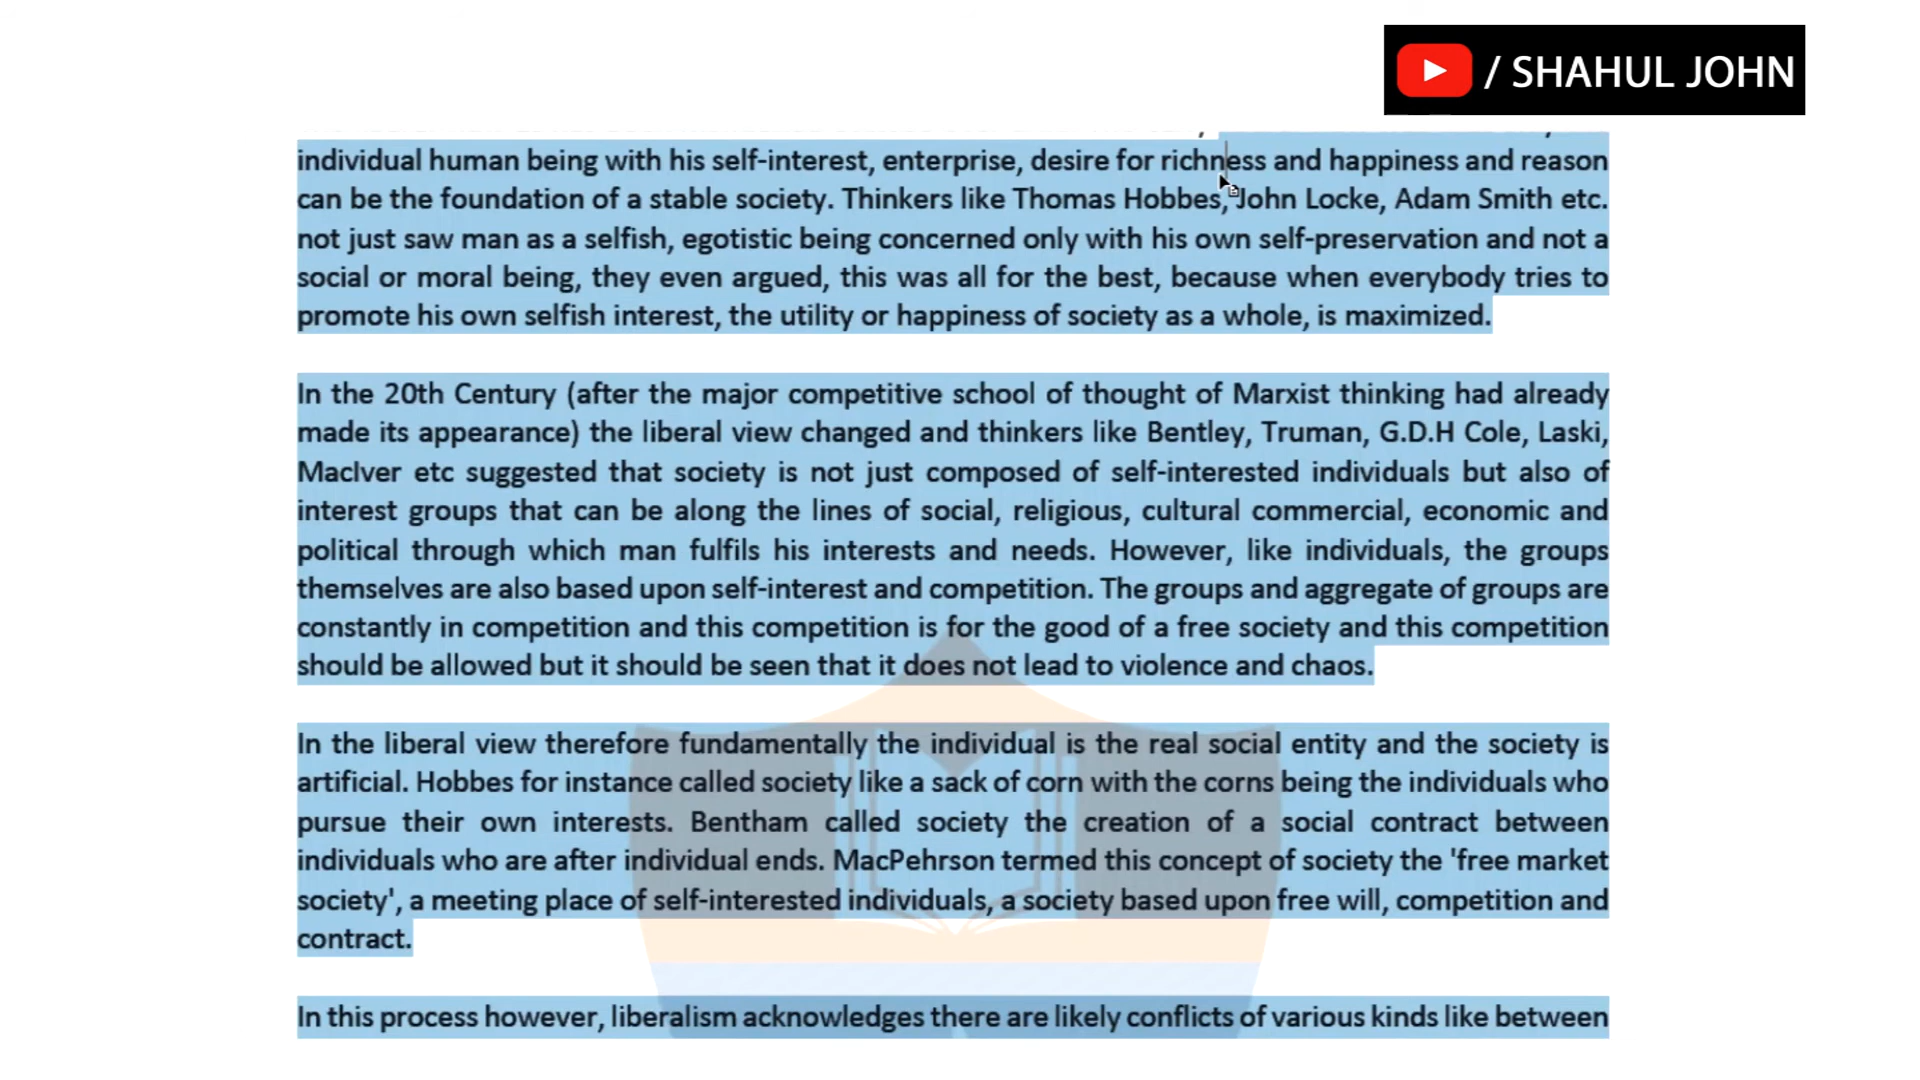 / SHAHUL JOHN
individual human being with his self-interest, enterprise, desire for richness and happiness and reason
can be the foundation of a stable society. Thinkers like Thomas Hobbes, John Locke, Adam Smith etc.
not just saw man as a selfish, egotistic being concerned only with his own self-preservation and not a
social or moral being, they even argued, this was all for the best, because when everybody tries to
promote his own selfish interest, the utility or happiness of society as a whole, is maximized.
In the 20th Century (after the major competitive school of thought of Marxist thinking had already
made its appearance) the liberal view changed and thinkers like Bentley, Truman, G.D.H Cole, Laski,
MacIver etc suggested that society is not just composed of self-interested individuals but also of
interest groups that can be along the lines of social, religious, cultural commercial, economic and
political through which man fulfils his interests and needs. However, like individuals, the groups
themselves are also based upon self-interest and competition. The groups and aggregate of groups are
constantly in competition and this competition is for the good of a free society and this competition
should be allowed but it should be seen that it does not lead to violence and chaos.
In the liberal view therefore fundamentally the individual is the real social entity and the society is
artificial. Hobbes for instance called society like a sack of corn with the corns being the individuals who
pursue their own interests. Bentham called society the creation of a social contract between
individuals who are after individual ends. MacPehrson termed this concept of society the 'free market
society', a meeting place of self-interested individuals, a society based upon free will, competition and
contract.
In this process however, liberalism acknowledges there are likely conflicts of various kinds like between